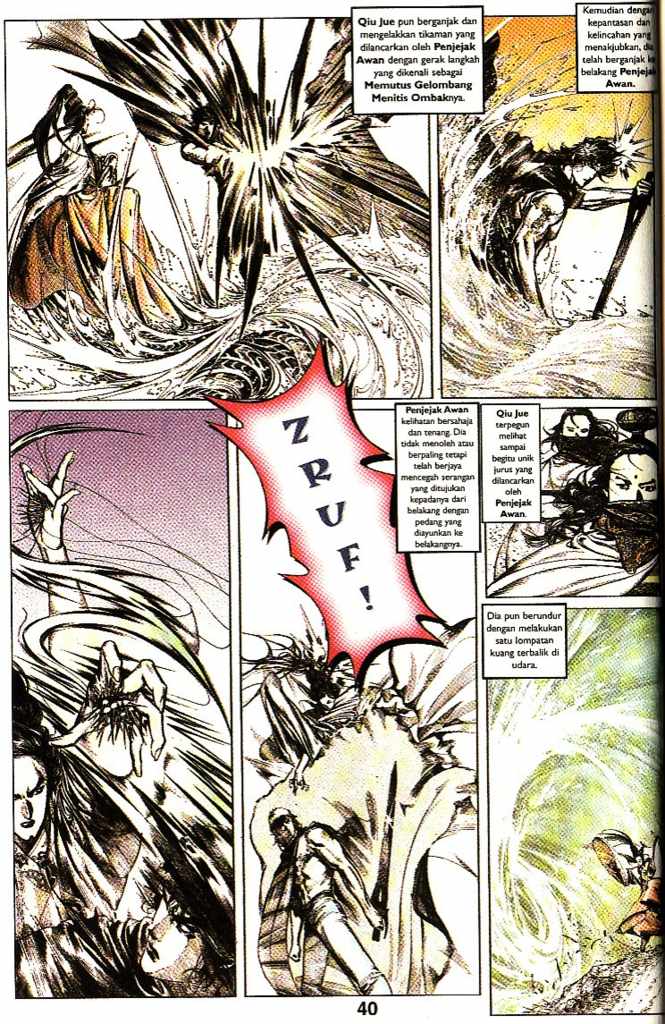 Qiu Jue pun berganjak dan
mengelakkan tikaman yang
dilancarkan oleh Penjejak
Awan dengan gerak langkah
yang dikenali sebagai
Memutus Gelombang
Menitis Ombaknya.
Kemudian dengan
kepantasan dan
kelincahan yang
menakjubkan, dia
telah berganjak ke
belakang Penjejak
Awan.
ZRUF!
Penjejak Awan
kelihatan bersahaja
dan tenang. Dia
tidak menoleh atau
berpaling tetapi
telah berjaya
mencegah serangan
yang ditujukan
kepadanya dari
belakang dengan
pedang yang
diayunkan ke
belakangnya.
Qiu Jue
terpegun
melihat
sampai
begitu unik
jurus yang
dilancarkan
oleh
Penjejak
Awan.
Dia pun berundur
dengan melakukan
satu lompatan
kuang terbalik di
udara.
40